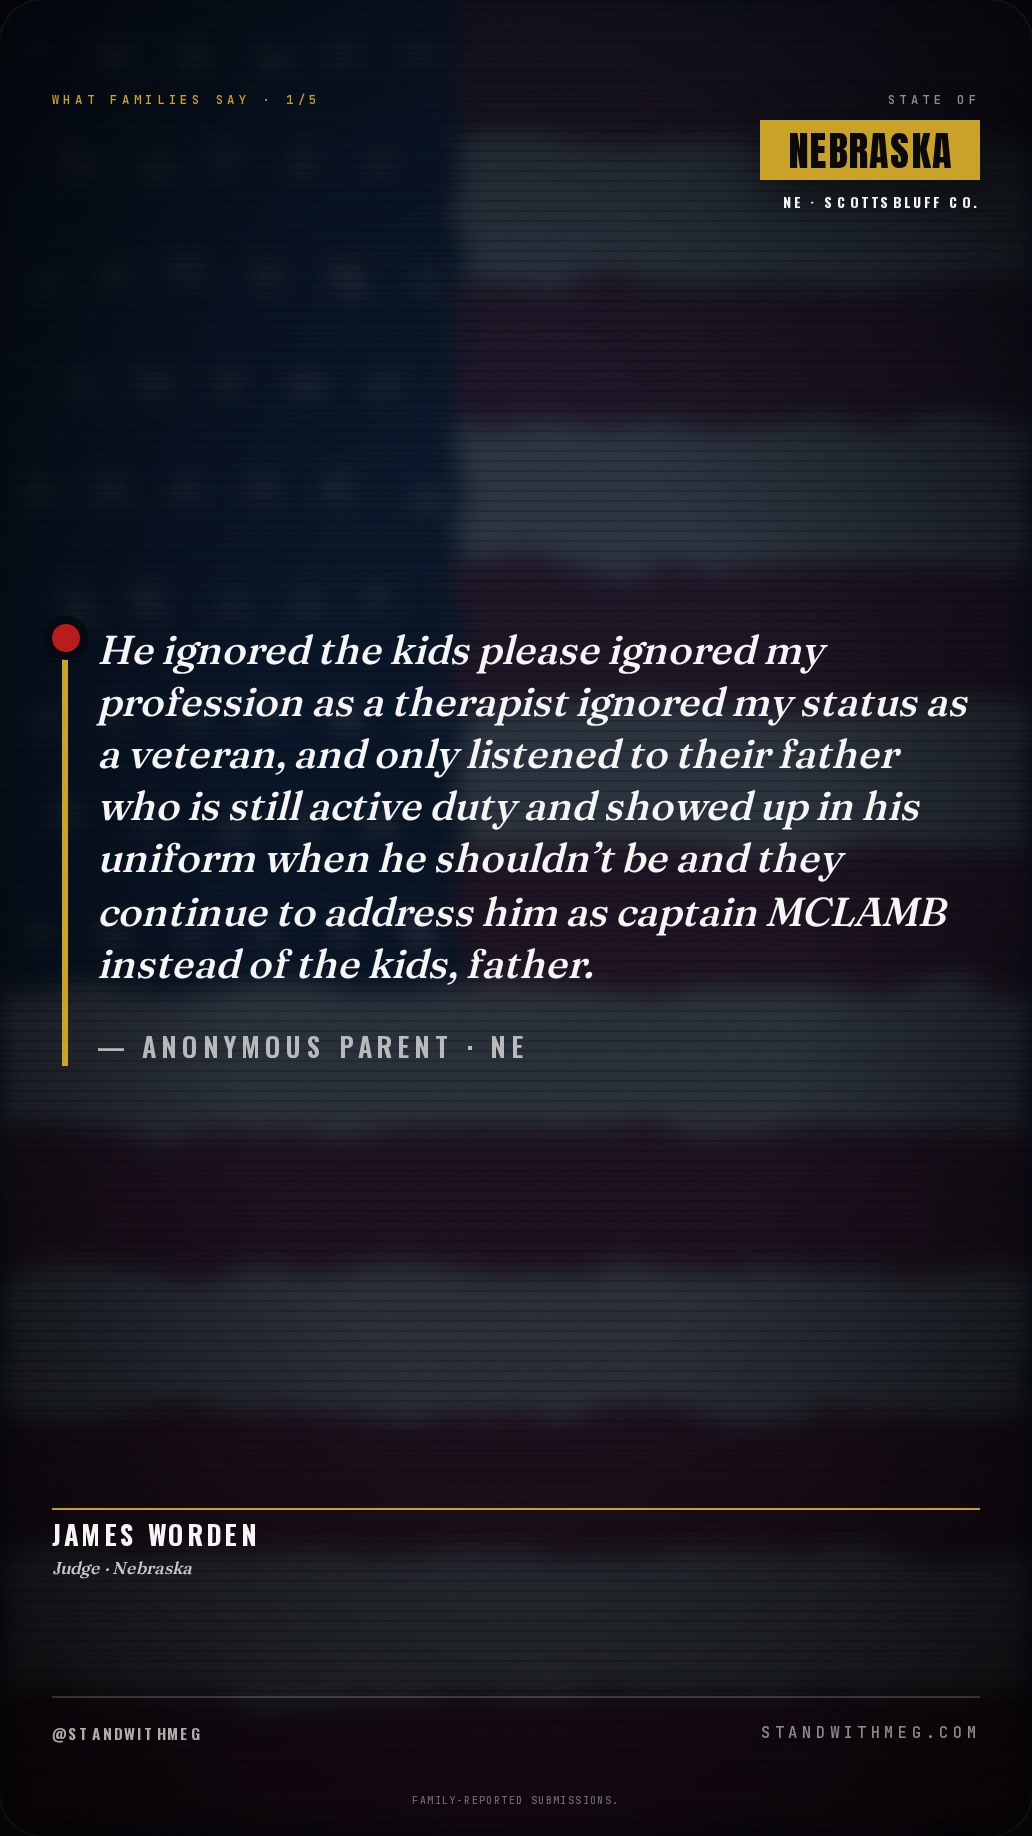 WHAT FAMILIES SAY · 1/5
STATE OF
NEBRASKA
NE · SCOTTSBLUFF CO.
He ignored the kids please ignored my
profession as a therapist ignored my status as
a veteran, and only listened to their father
who is still active duty and showed up in his
uniform when he shouldn’t be and they
continue to address him as captain MCLAMB
instead of the kids, father.
— ANONYMOUS PARENT · NE
JAMES WORDEN
Judge · Nebraska
@STANDWITHMEG
STANDWITHMEG.COM
FAMILY-REPORTED SUBMISSIONS.